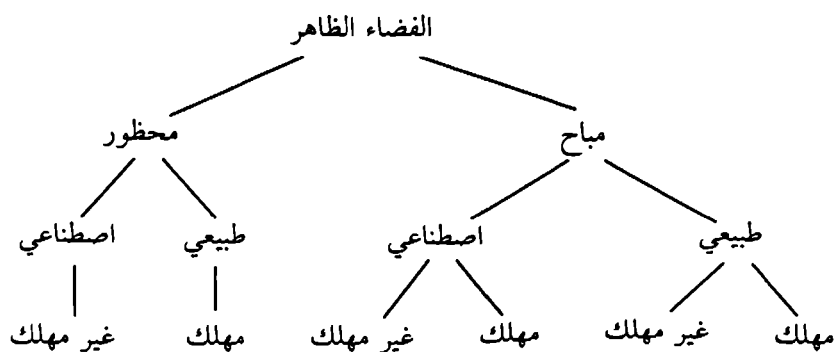 الفضاء الظاهر
مباح محظور
طبيعي اصطناعي طبيعي اصطناعي
مهلك غير مهلك مهلك غير مهلك مهلك غير مهلك